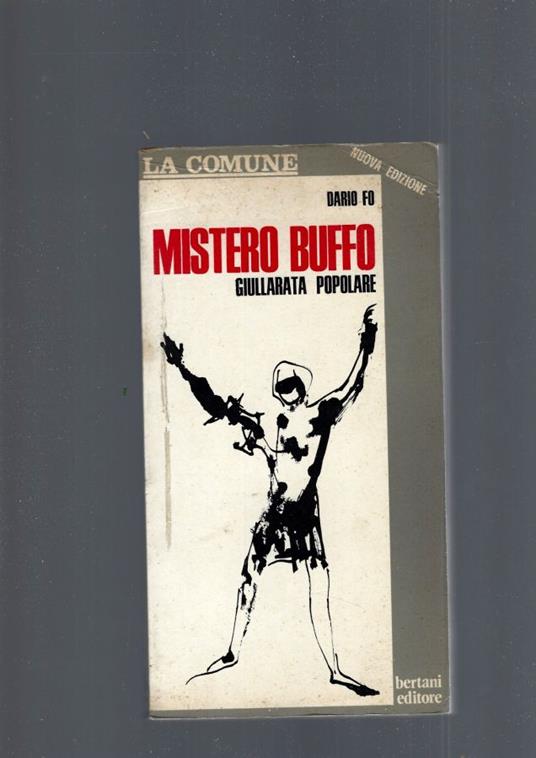 LA COMUNE
NUOVA EDIZIONE
DARIO FO
MISTERO BUFFO
GIULLARATA POPOLARE
bertani
editore